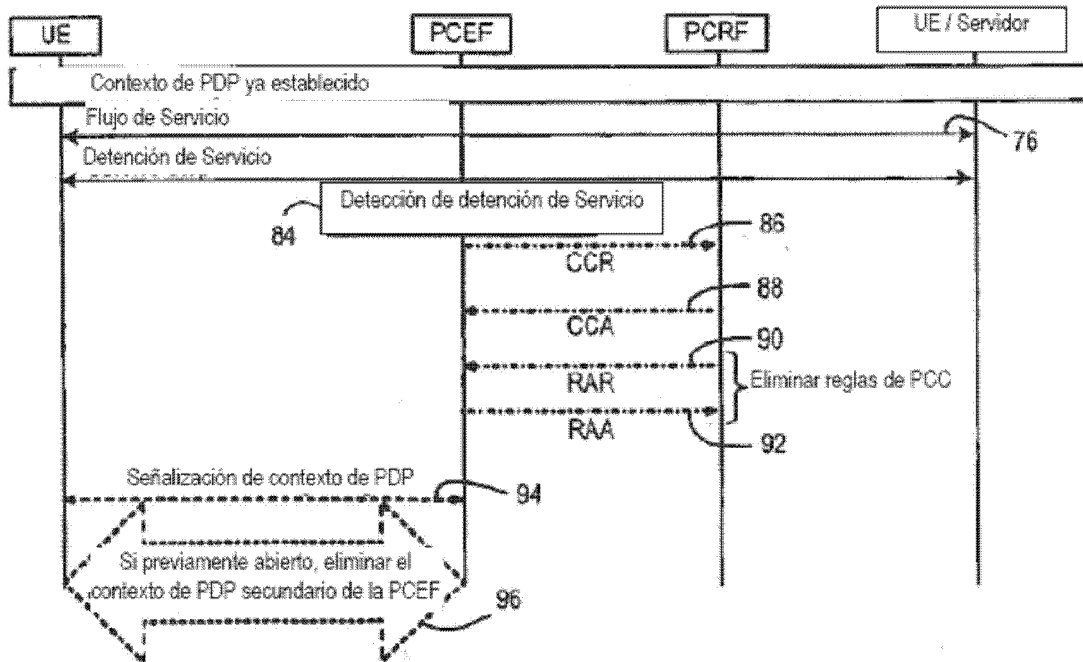 UE
PCEF
PCRF
UE / Servidor
Contexto de PDP ya establecido
Flujo de Servicio
76
Detención de Servicio
84
Detección de detención de Servicio
86
CCR
88
CCA
90
RAR
Eliminar reglas de PCC
RAA
92
Señalización de contexto de PDP
94
Si previamente abierto, eliminar el
contexto de PDP secundario de la PCEF
96